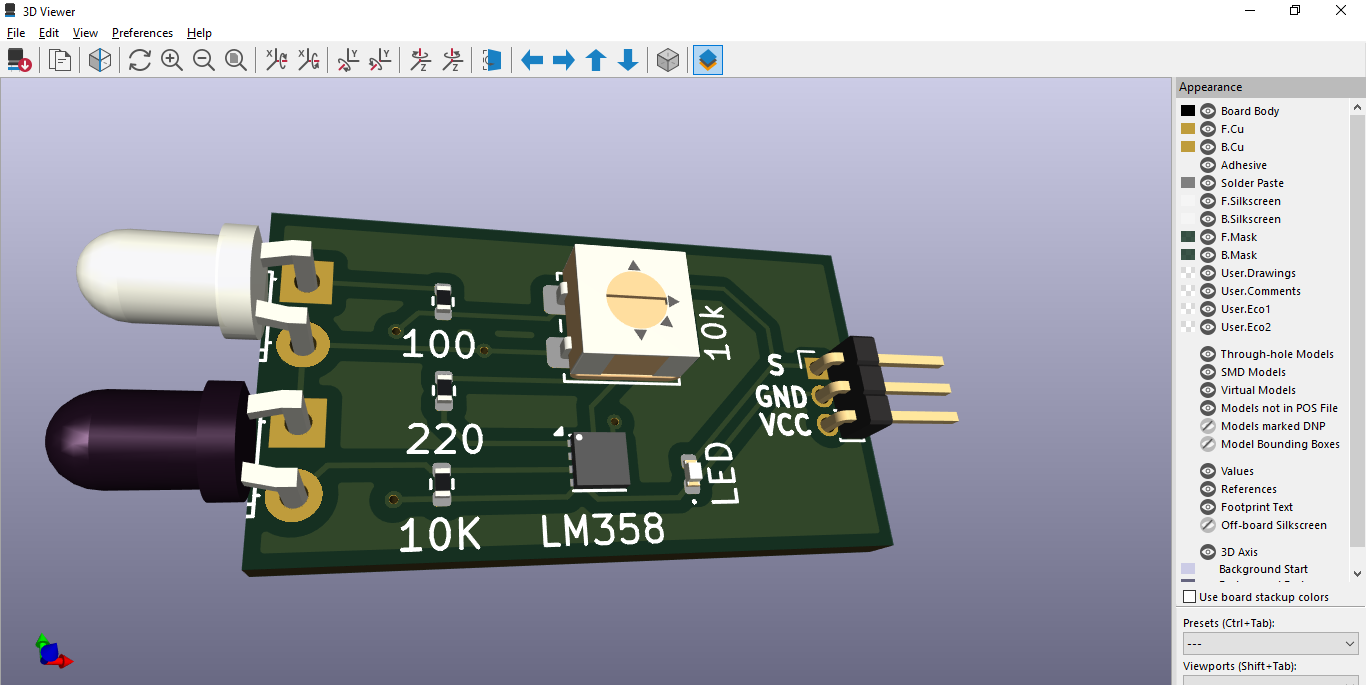 3D Viewer
File Edit View Preferences Help
Appearance
Board Body
F.Cu
B.Cu
Adhesive
Solder Paste
F.Silkscreen
B.Silkscreen
F.Mask
B.Mask
User.Drawings
User.Comments
User.Eco1
User.Eco2
Through-hole Models
SMD Models
Virtual Models
Models not in POS File
Models marked DNP
Model Bounding Boxes
Values
References
Footprint Text
Off-board Silkscreen
3D Axis
Background Start
Use board stackup colors
Presets (Ctrl+Tab):
---
Viewports (Shift+Tab):
100
10k
S
GND
VCC
220
LED
10K
LM358